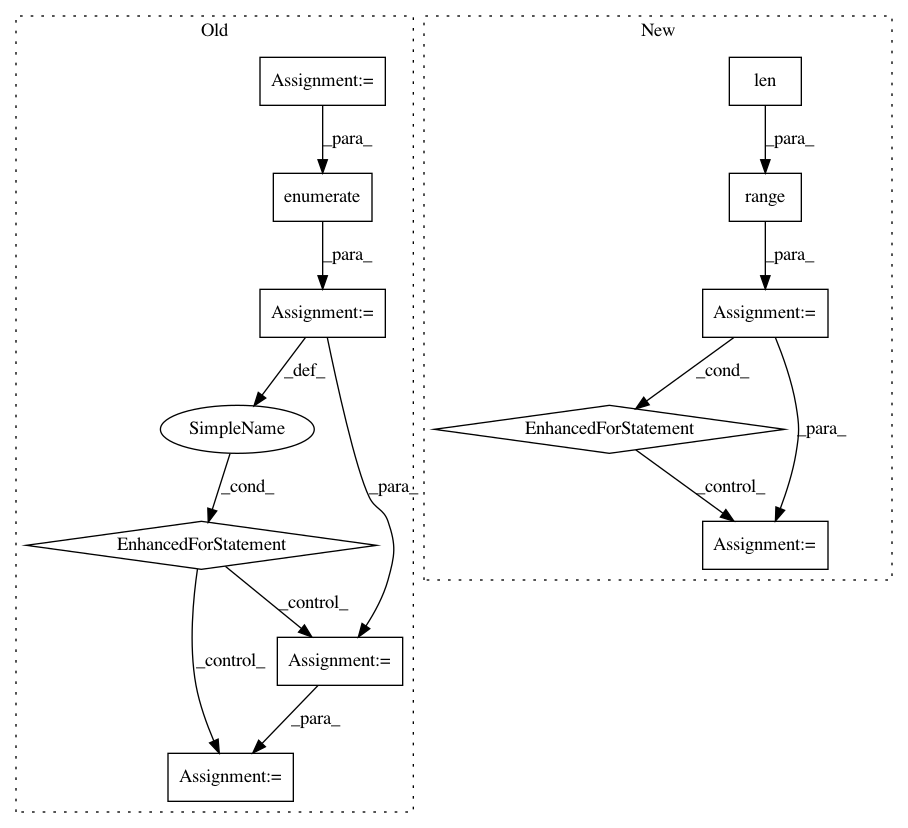 Old
New
Assignment:=
len
_para_
_para_
enumerate
range
_para_
_para_
Assignment:=
Assignment:=
_def_
_cond_
SimpleName
EnhancedForStatement
_para_
_cond_
_para_
_control_
EnhancedForStatement
Assignment:=
_control_
_control_
Assignment:=
_para_
Assignment:=